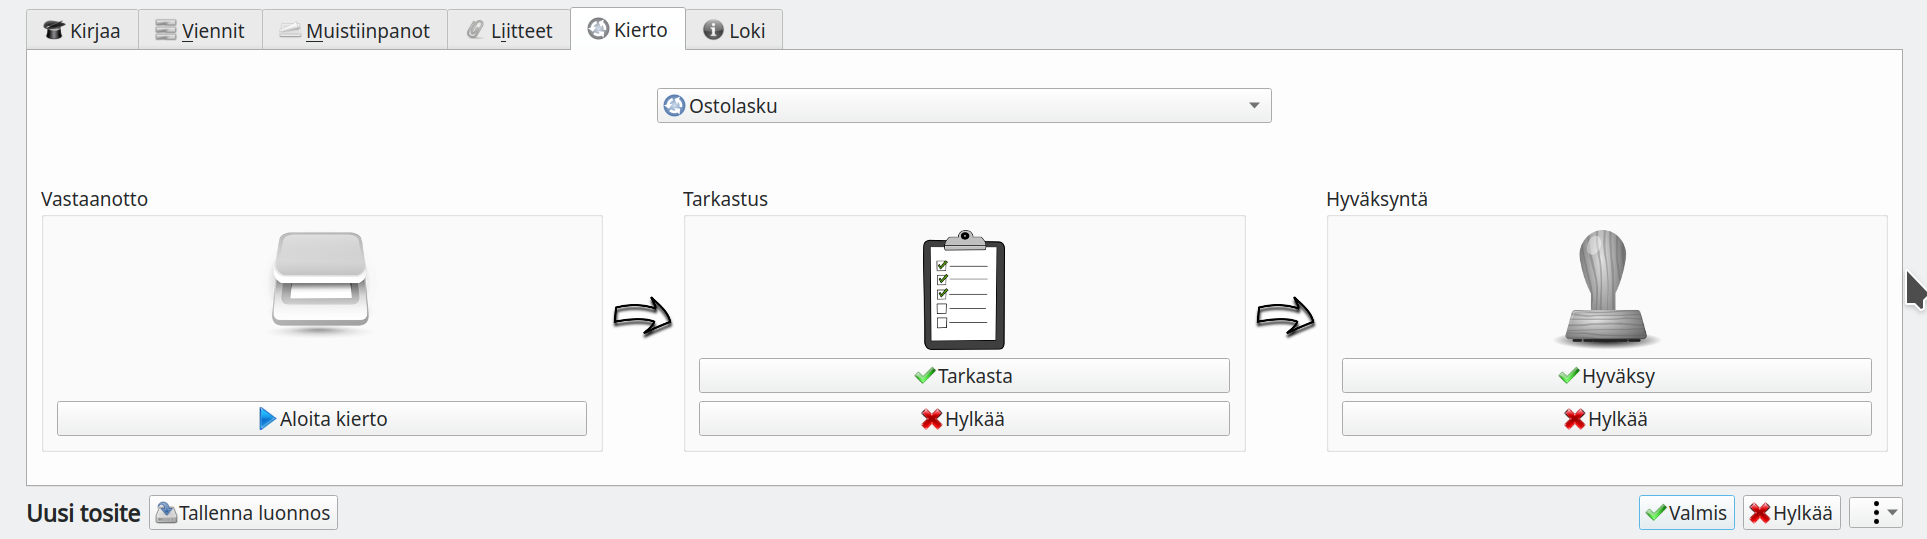 Kirjaa Viennit Muistiinpanot Liitteet Kierto Loki
Ostolasku
Vastaanotto Tarkastus Hyväksyntä
Tarkasta Hyväksy
Aloita kierto Hylkää Hylkää
Uusi tosite Tallenna luonnos Valmis Hylkää